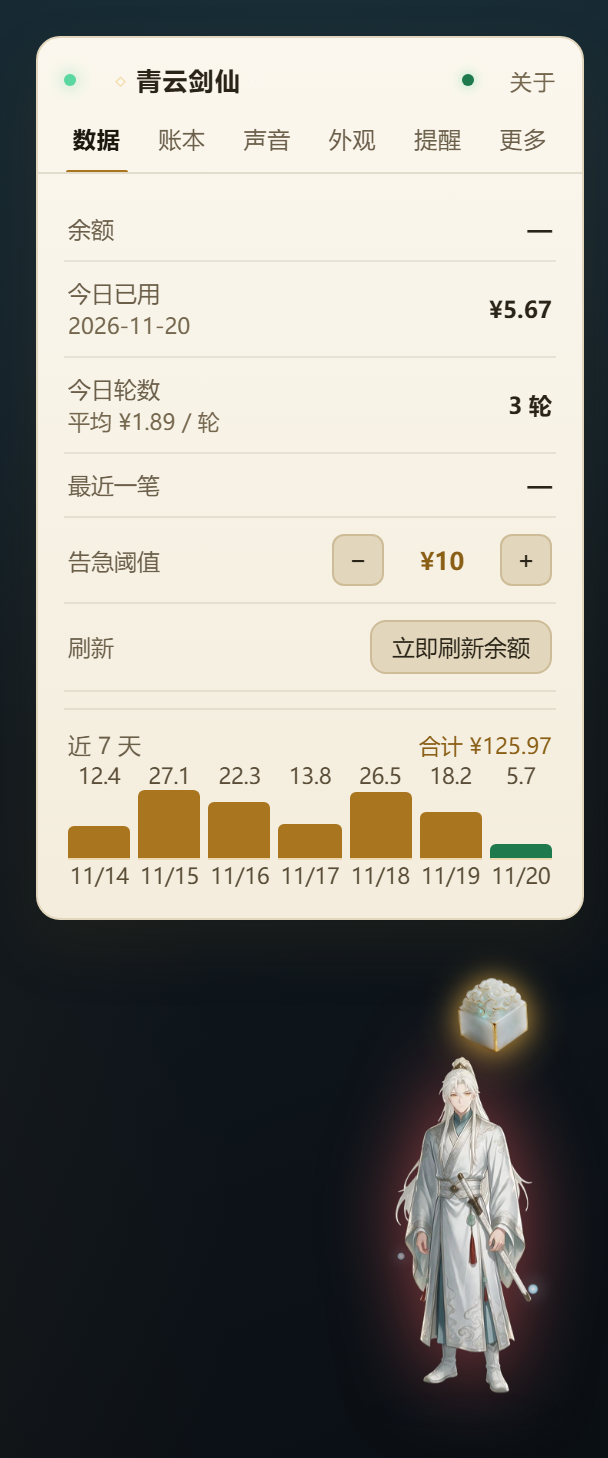 青云剑仙 关于
数据 账本 声音 外观 提醒 更多
余额 —
今日已用
2026-11-20
¥5.67
今日轮数
平均 ¥1.89 / 轮
3 轮
最近一笔 —
告急阈值 − ¥10 +
刷新 立即刷新余额
近 7 天 合计 ¥125.97
12.4 27.1 22.3 13.8 26.5 18.2 5.7
11/14 11/15 11/16 11/17 11/18 11/19 11/20